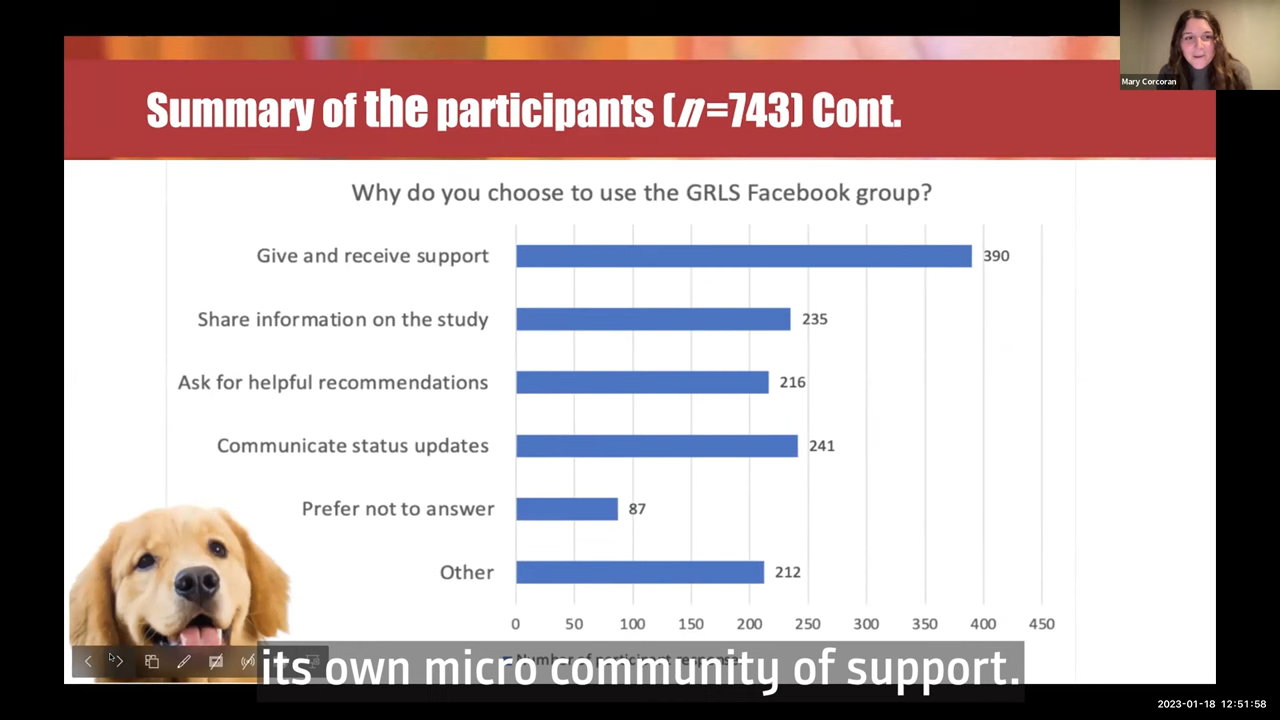 Mary Corcoran
Summary of the participants (n=743) Cont.
Why do you choose to use the GRLS Facebook group?
Give and receive support 390
Share information on the study 235
Ask for helpful recommendations 216
Communicate status updates 241
Prefer not to answer 87
Other 212
0 50 100 150 200 250 300 350 400 450
Number of participant
its own micro community of support.
2023-01-18 12:51:58